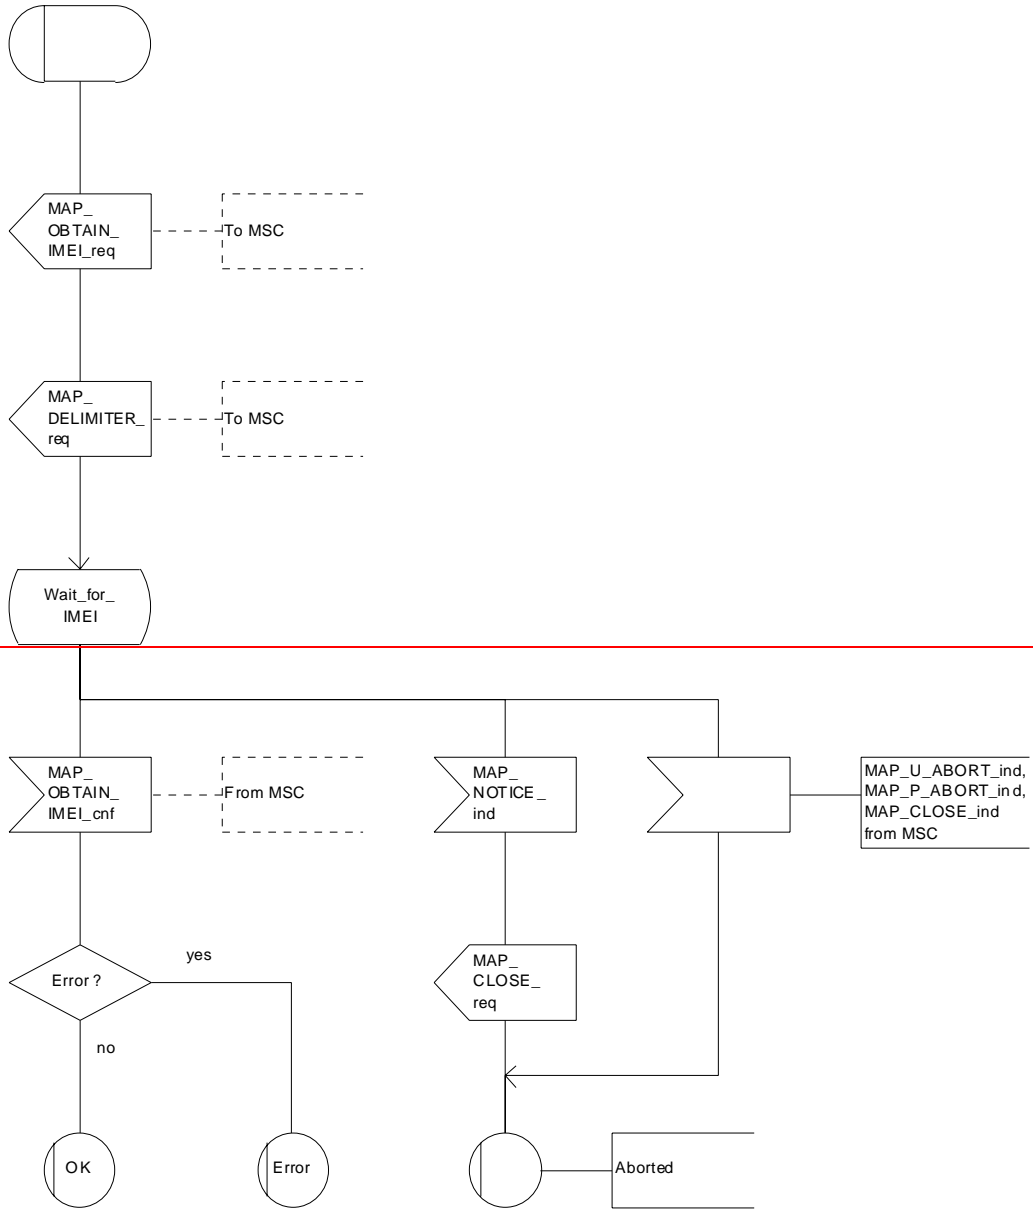 MAP_
OBTAIN_
IMEI_req
To MSC
MAP_
DELIMITER_
req
To MSC
Wait_for_
IMEI
MAP_
OBTAIN_
IMEI_cnf
From MSC
MAP_
NOTICE_
ind
MAP_U_ABORT_ind,
MAP_P_ABORT_ind,
MAP_CLOSE_ind
from MSC
Error ?
yes
no
MAP_
CLOSE_
req
OK
Error
Aborted